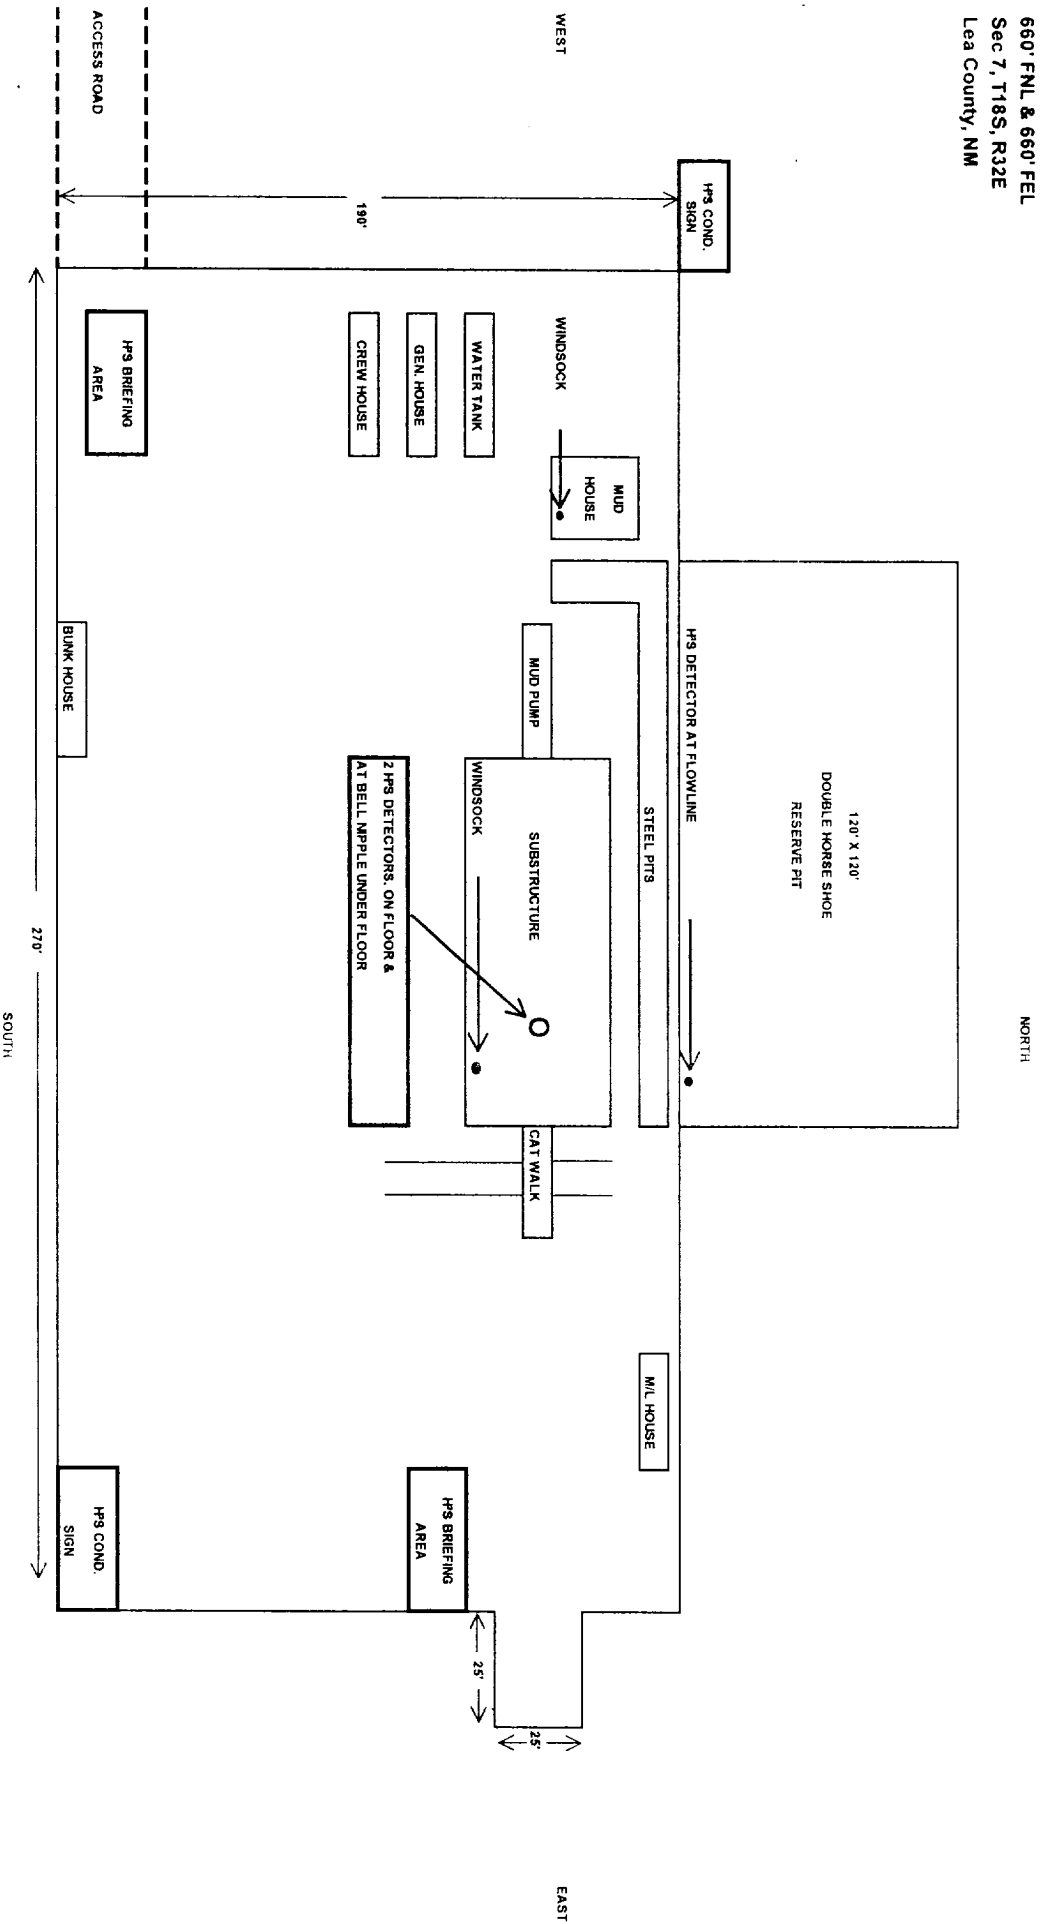 660' FNL & 660' FEL
Sec 7, T18S, R32E
Lea County, NM
NORTH
WEST
EAST
SOUTH
120' X 120'
DOUBLE HORSE SHOE
RESERVE PIT
H²S COND.
SIGN
H²S DETECTOR AT FLOWLINE
STEEL PITS
M/L HOUSE
MUD
HOUSE
WINDSOCK
MUD PUMP
SUBSTRUCTURE
CAT WALK
WATER TANK
WINDSOCK
GEN. HOUSE
CREW HOUSE
2 H²S DETECTORS. ON FLOOR &
AT BELL NIPPLE UNDER FLOOR
H²S BRIEFING
AREA
190'
25'
25'
ACCESS ROAD
H²S BRIEFING
AREA
BUNK HOUSE
H²S COND.
SIGN
270'